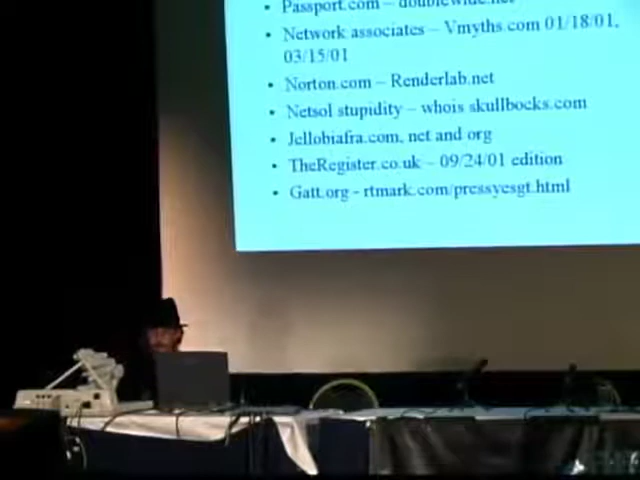 • Passport.com – doublewide.net
• Network associates – Vmyths.com 01/18/01,
03/15/01
• Norton.com – Renderlab.net
• Netsol stupidity – whois skullbocks.com
• Jellobiafra.com, net and org
• TheRegister.co.uk – 09/24/01 edition
• Gatt.org - rtmark.com/pressyesgt.html